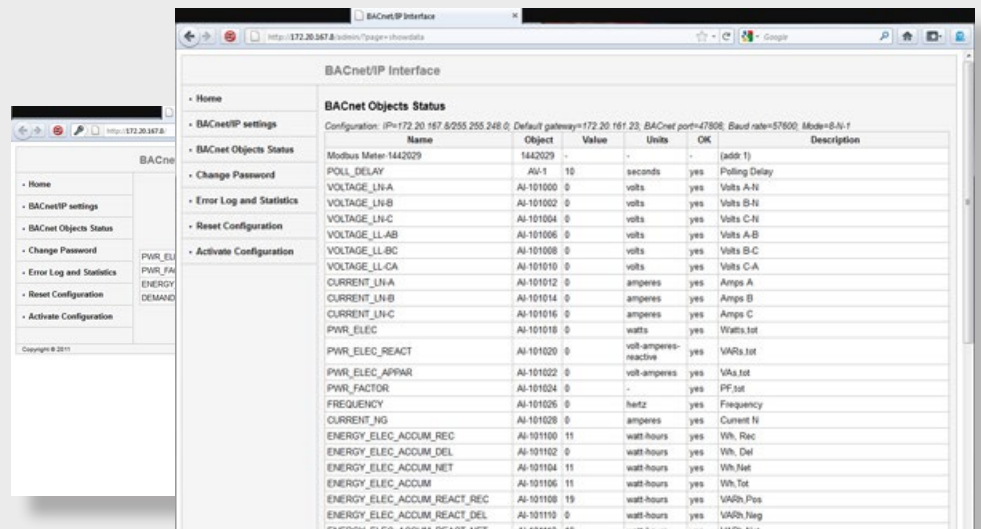 BACnet/IP Interface
http://172.20.167.8/admin/?page=showdata
Google
BACnet/IP Interface
Home
BACnet/IP settings
BACnet Objects Status
Change Password
Error Log and Statistics
Reset Configuration
Activate Configuration
BACnet Objects Status
Configuration: IP=172.20.167.8/255.255.248.0; Default gateway=172.20.161.23; BACnet port=47808; Baud rate=57600; Mode=8-N-1
Name Object Value Units OK Description
Modbus Meter-1442029 1442029 - - - (addr:1)
POLL_DELAY AV-1 10 seconds yes Polling Delay
VOLTAGE_LN-A AI-101000 0 volts yes Volts A-N
VOLTAGE_LN-B AI-101002 0 volts yes Volts B-N
VOLTAGE_LN-C AI-101004 0 volts yes Volts C-N
VOLTAGE_LL-AB AI-101006 0 volts yes Volts A-B
VOLTAGE_LL-BC AI-101008 0 volts yes Volts B-C
VOLTAGE_LL-CA AI-101010 0 volts yes Volts C-A
CURRENT_LN-A AI-101012 0 amperes yes Amps A
CURRENT_LN-B AI-101014 0 amperes yes Amps B
CURRENT_LN-C AI-101016 0 amperes yes Amps C
PWR_ELEC AI-101018 0 watts yes Watts,tot
PWR_ELEC_REACT AI-101020 0 volt-amperes-reactive yes VARs,tot
PWR_ELEC_APPAR AI-101022 0 volt-amperes yes VAs,tot
PWR_FACTOR AI-101024 0 - yes PF,tot
FREQUENCY AI-101026 0 hertz yes Frequency
CURRENT_NG AI-101028 0 amperes yes Current N
ENERGY_ELEC_ACCUM_REC AI-101100 11 watt-hours yes Wh, Rec
ENERGY_ELEC_ACCUM_DEL AI-101102 0 watt-hours yes Wh, Del
ENERGY_ELEC_ACCUM_NET AI-101104 11 watt-hours yes Wh,Net
ENERGY_ELEC_ACCUM AI-101106 11 watt-hours yes Wh,Tot
ENERGY_ELEC_ACCUM_REACT_REC AI-101108 19 watt-hours yes VARh,Pos
ENERGY_ELEC_ACCUM_REACT_DEL AI-101110 0 watt-hours yes VARh,Neg
http://172.20.167.8/
BACne
Home
BACnet/IP settings
BACnet Objects Status
Change Password
Error Log and Statistics
Reset Configuration
Activate Configuration
PWR_EL
PWR_FA
ENERGY
DEMAND
Copyright © 2011